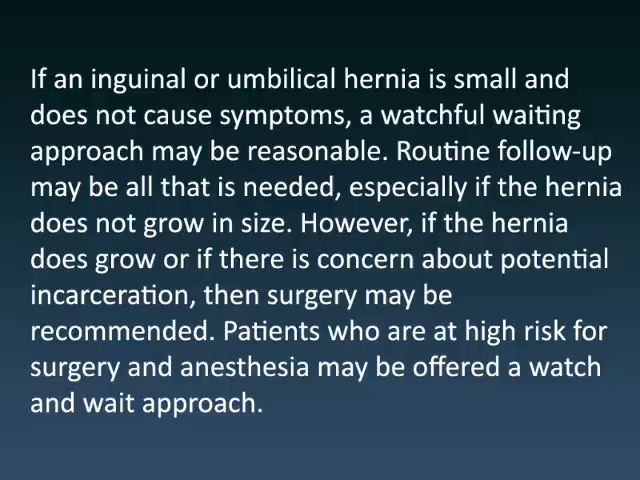 If an inguinal or umbilical hernia is small and
does not cause symptoms, a watchful waiting
approach may be reasonable. Routine follow-up
may be all that is needed, especially if the hernia
does not grow in size. However, if the hernia
does grow or if there is concern about potential
incarceration, then surgery may be
recommended. Patients who are at high risk for
surgery and anesthesia may be offered a watch
and wait approach.